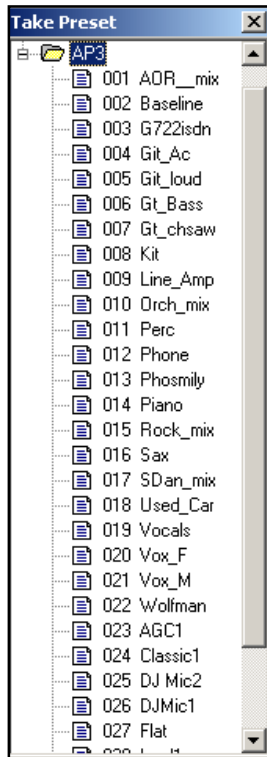 Take Preset
AP3
001 AOR__mix
002 Baseline
003 G722isdn
004 Git_Ac
005 Git_loud
006 Gt_Bass
007 Gt_chsaw
008 Kit
009 Line_Amp
010 Orch_mix
011 Perc
012 Phone
013 Phosmily
014 Piano
015 Rock_mix
016 Sax
017 SDan_mix
018 Used_Car
019 Vocals
020 Vox_F
021 Vox_M
022 Wolfman
023 AGC1
024 Classic1
025 DJ Mic2
026 DJMic1
027 Flat